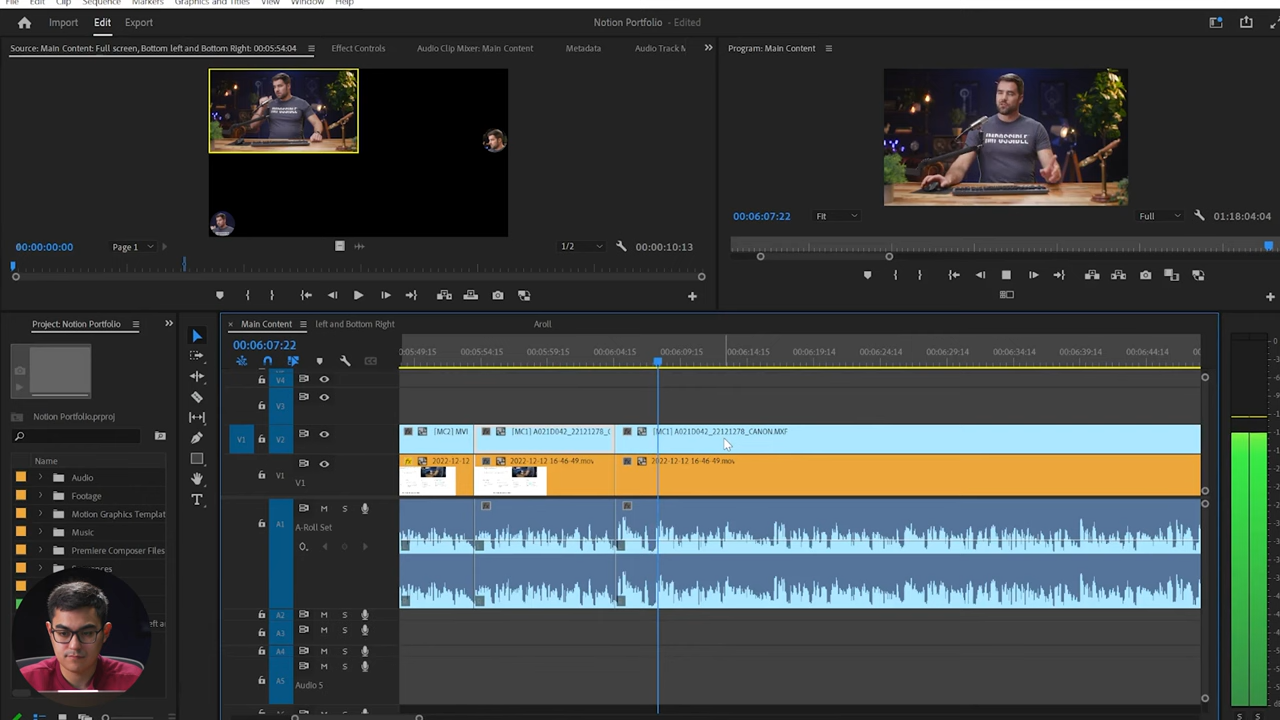 File Edit Clip Sequence Markers Graphics and Titles View Window Help
Import Edit Export
Notion Portfolio - Edited
Source: Main Content: Full screen, Bottom left and Bottom Right: 00:05:54:04
Effect Controls
Audio Clip Mixer: Main Content
Metadata
Audio Track M
Program: Main Content
IMPOSSIBLE
00:00:00:00
Page 1
1/2
00:00:10:13
00:06:07:22
Fit
Full
01:18:04:04
Project: Notion Portfolio
Notion Portfolio.prproj
Name
Audio
Footage
Motion Graphics Templat
Music
Premiere Composer Files
Main Content
left and Bottom Right
Aroll
00:06:07:22
:05:49:15 00:05:54:15 00:05:59:15 00:06:04:15 00:06:09:15 00:06:14:15 00:06:19:14 00:06:24:14 00:06:29:14 00:06:34:14 00:06:39:14 00:06:44:14 00
V4
V3
V1 V2
[MC2] MVI
[MC1] A021D042_22121278_C
[MC1] A021D042_22121278_CANON.MXF
V1
V1
2022-12-12
2022-12-12 16-46-49.mov
2022-12-12 16-46-49.mov
A1 M S
A-Roll Set
A2 M S
A3 M S
A4 M S
A5 M S
Audio 5
0
S S